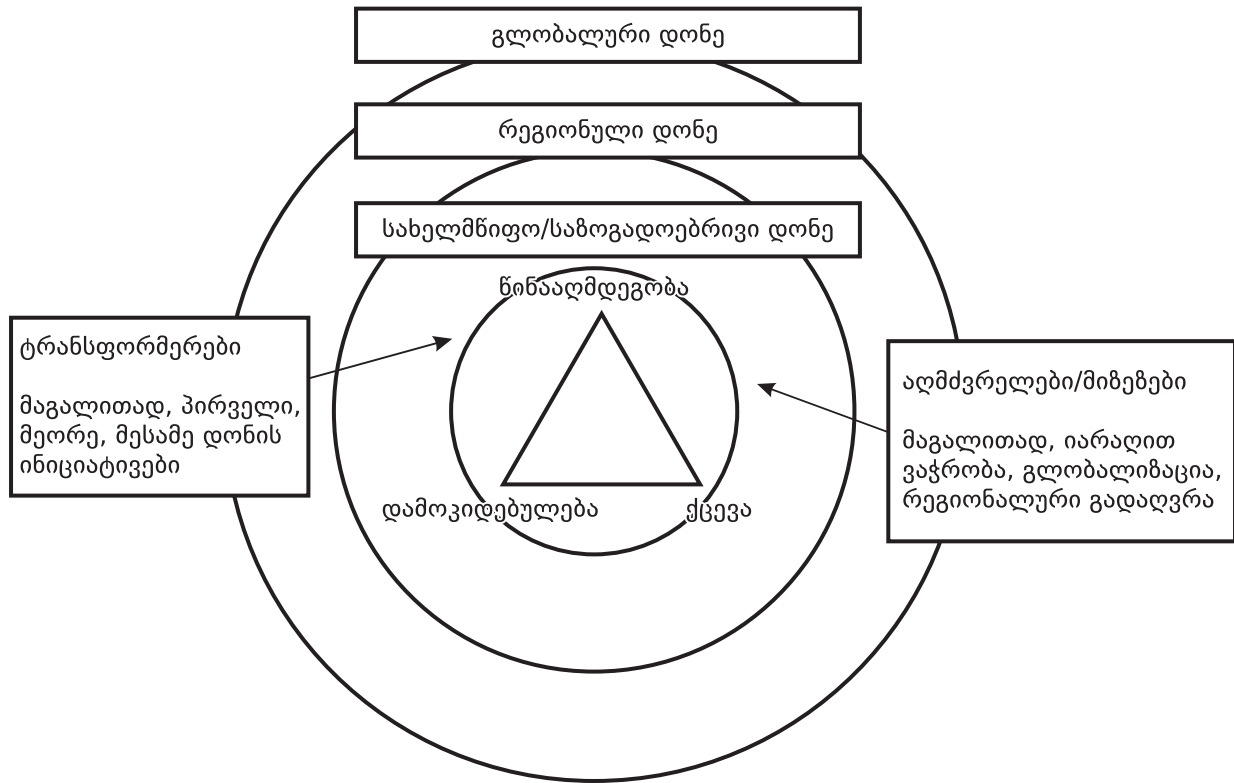 გლობალური დონე
რეგიონული დონე
სახელმწიფო/საზოგადოებრივი დონე
წინააღმდეგობა
დამოკიდებულება
ქცევა
ტრანსფორმერები
მაგალითად, პირველი,
მეორე, მესამე დონის
ინიციატივები
აღმძვრელები/მიზეზები
მაგალითად, იარაღით
ვაჭრობა, გლობალიზაცია,
რეგიონალური გადაღვრა